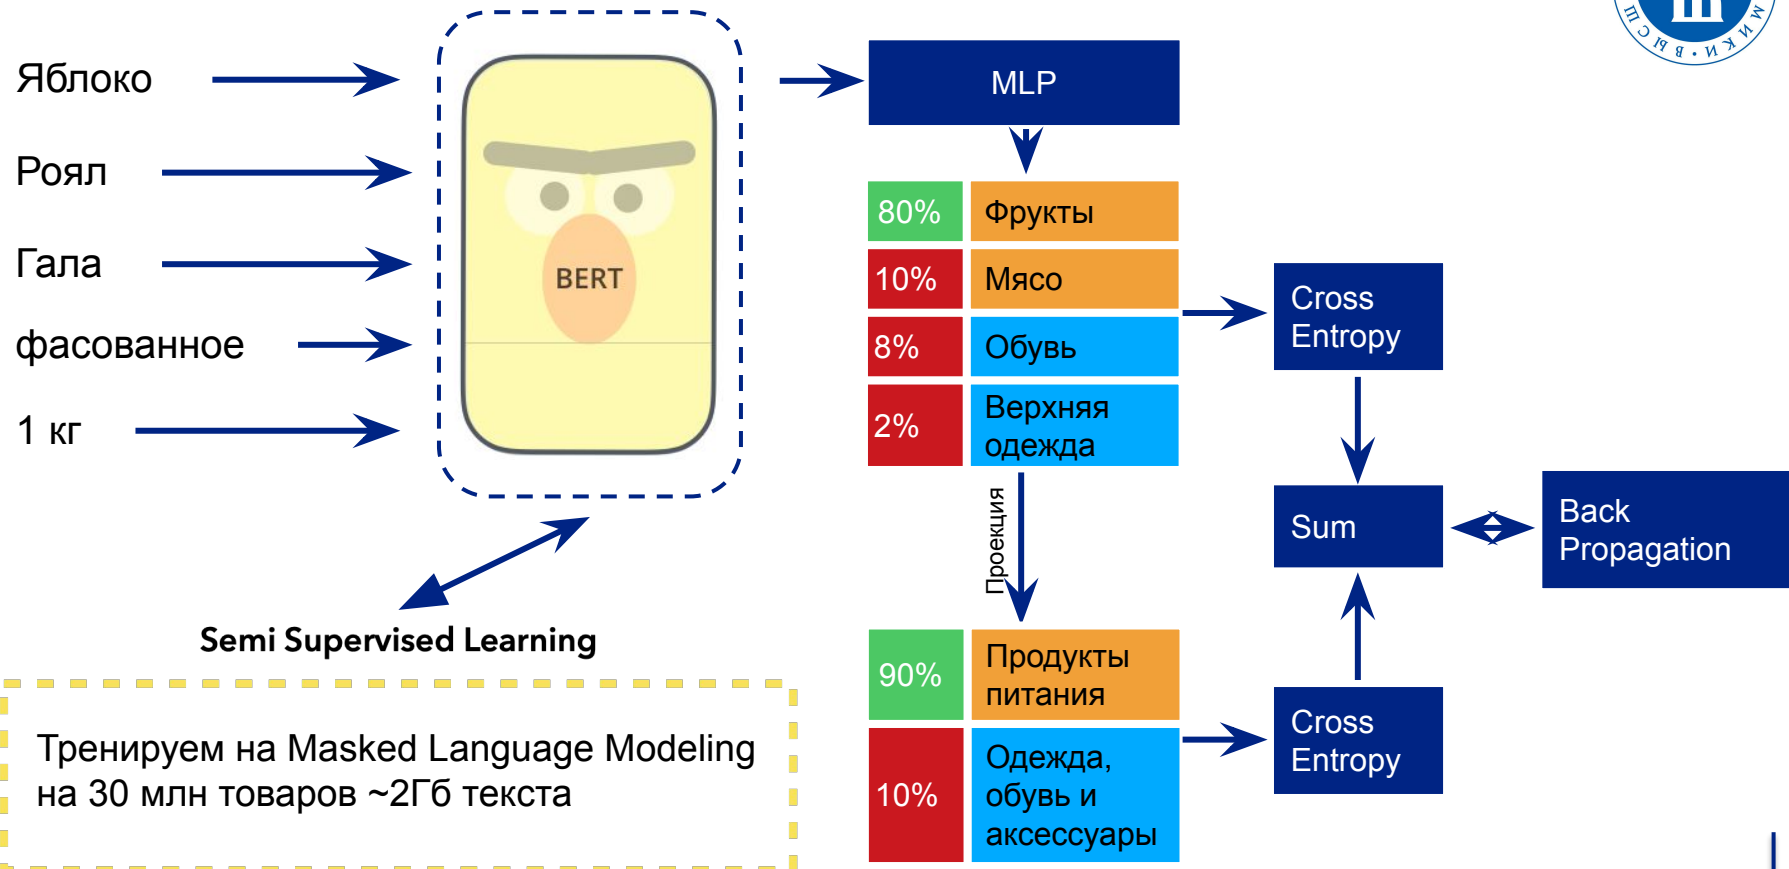 Яблоко
Роял
Гала
фасованное
1 кг
BERT
Semi Supervised Learning
Тренируем на Masked Language Modeling
на 30 млн товаров ~2Гб текста
MLP
80% Фрукты
10% Мясо
8% Обувь
2% Верхняя
одежда
Проекция
90% Продукты
питания
10% Одежда,
обувь и
аксессуары
Cross
Entropy
Sum
Back
Propagation
Cross
Entropy
МИКИ • ВЫСШ